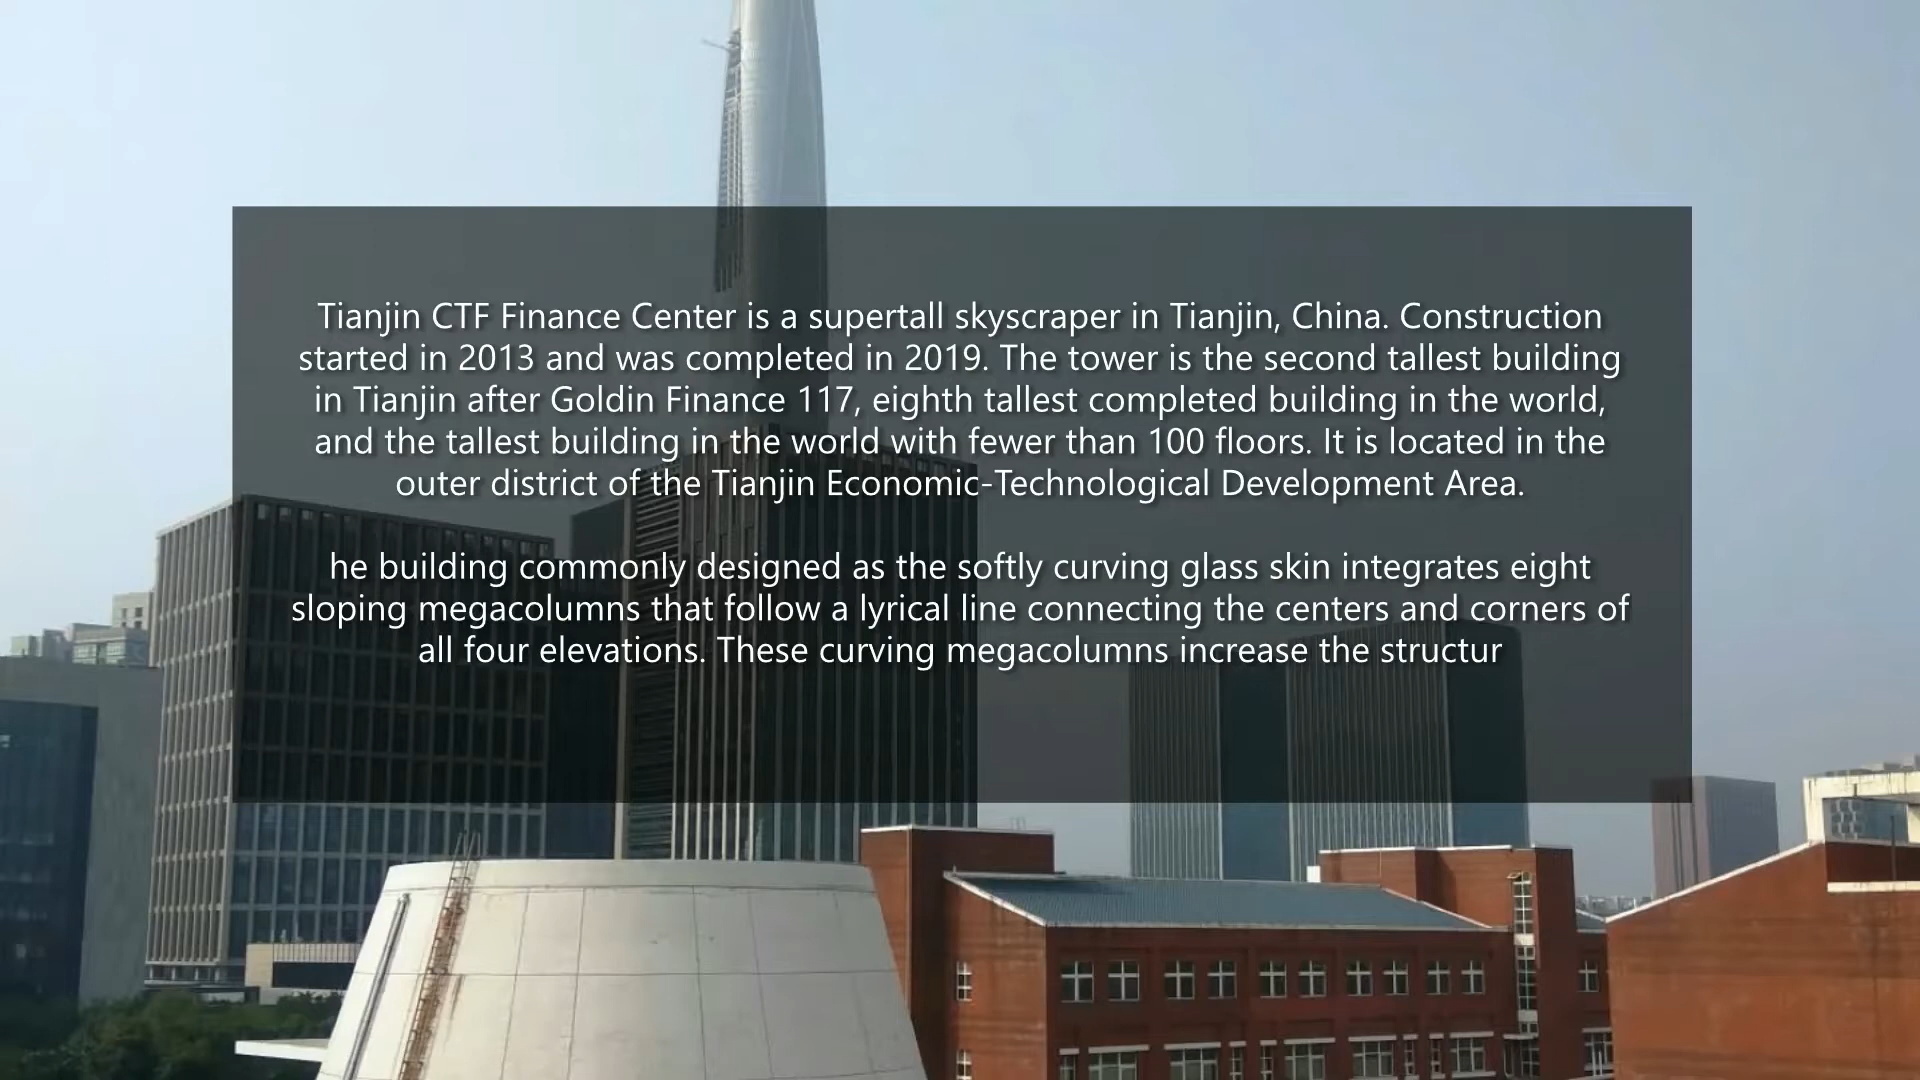 Tianjin CTF Finance Center is a supertall skyscraper in Tianjin, China. Construction
started in 2013 and was completed in 2019. The tower is the second tallest building
in Tianjin after Goldin Finance 117, eighth tallest completed building in the world,
and the tallest building in the world with fewer than 100 floors. It is located in the
outer district of the Tianjin Economic-Technological Development Area.
he building commonly designed as the softly curving glass skin integrates eight
sloping megacolumns that follow a lyrical line connecting the centers and corners of
all four elevations. These curving megacolumns increase the structur